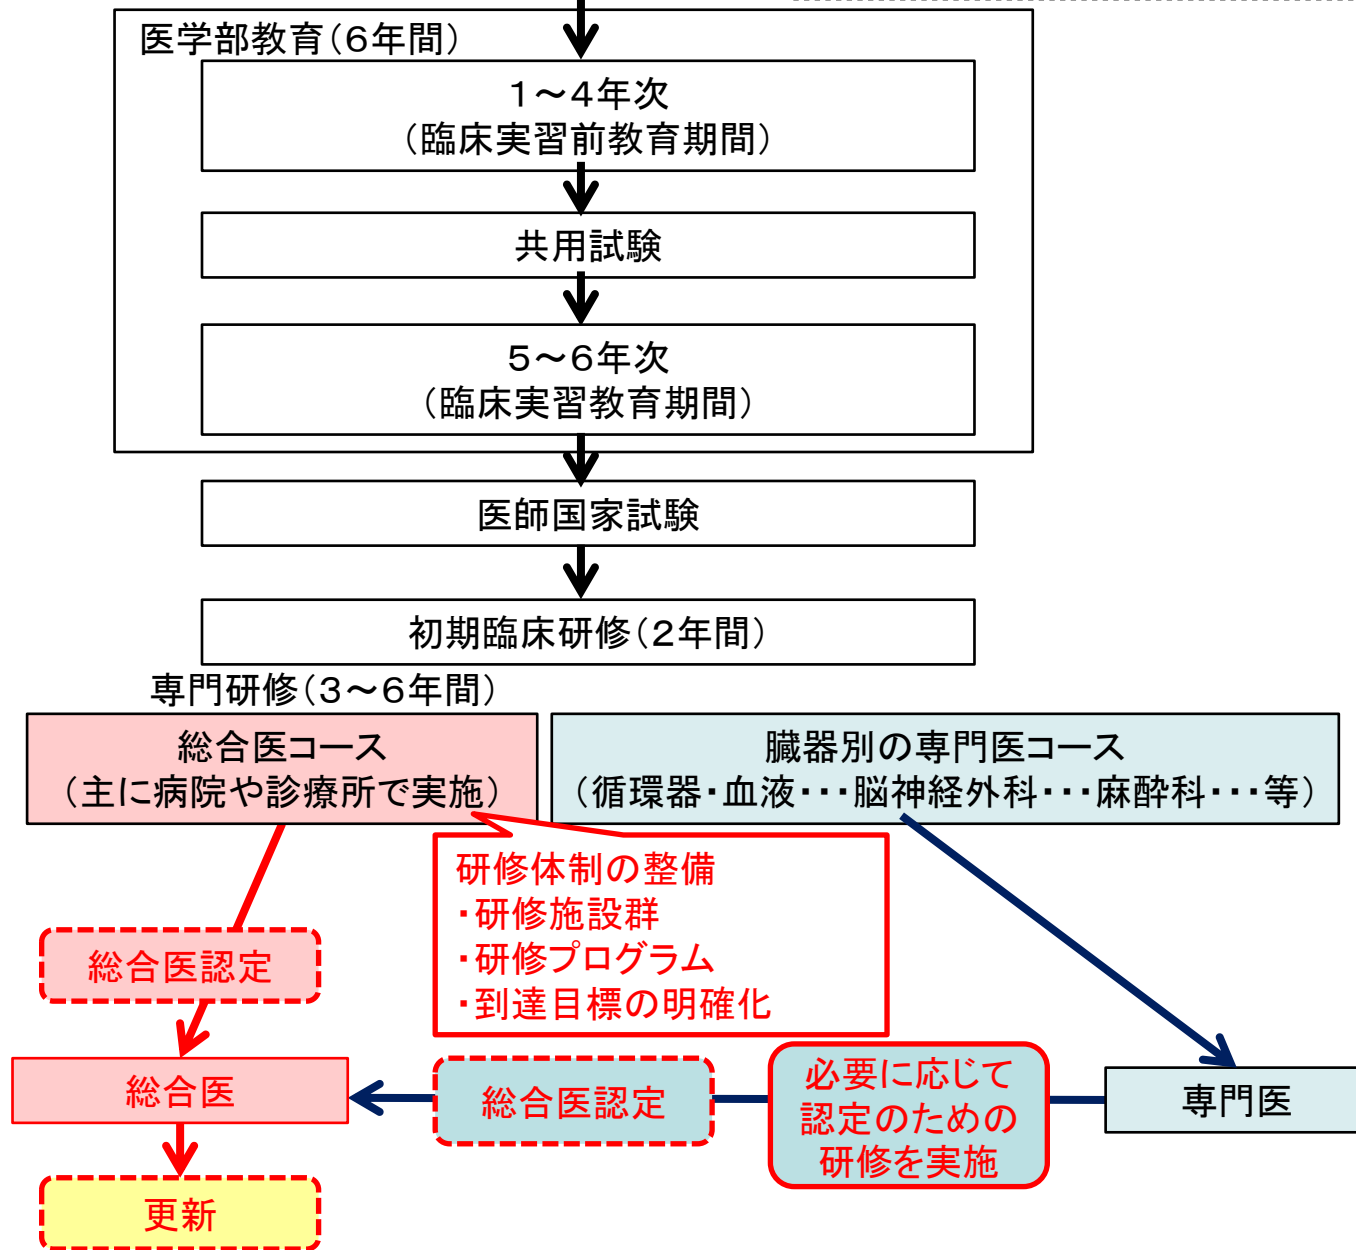 医学部教育（６年間）
１～４年次
（臨床実習前教育期間）
共用試験
５～６年次
（臨床実習教育期間）
医師国家試験
初期臨床研修（２年間）
専門研修（３～６年間）
総合医コース
（主に病院や診療所で実施）
臓器別の専門医コース
（循環器・血液・・・脳神経外科・・・麻酔科・・・等）
研修体制の整備
・研修施設群
・研修プログラム
・到達目標の明確化
総合医認定
総合医
総合医認定
必要に応じて
認定のための
研修を実施
専門医
更新